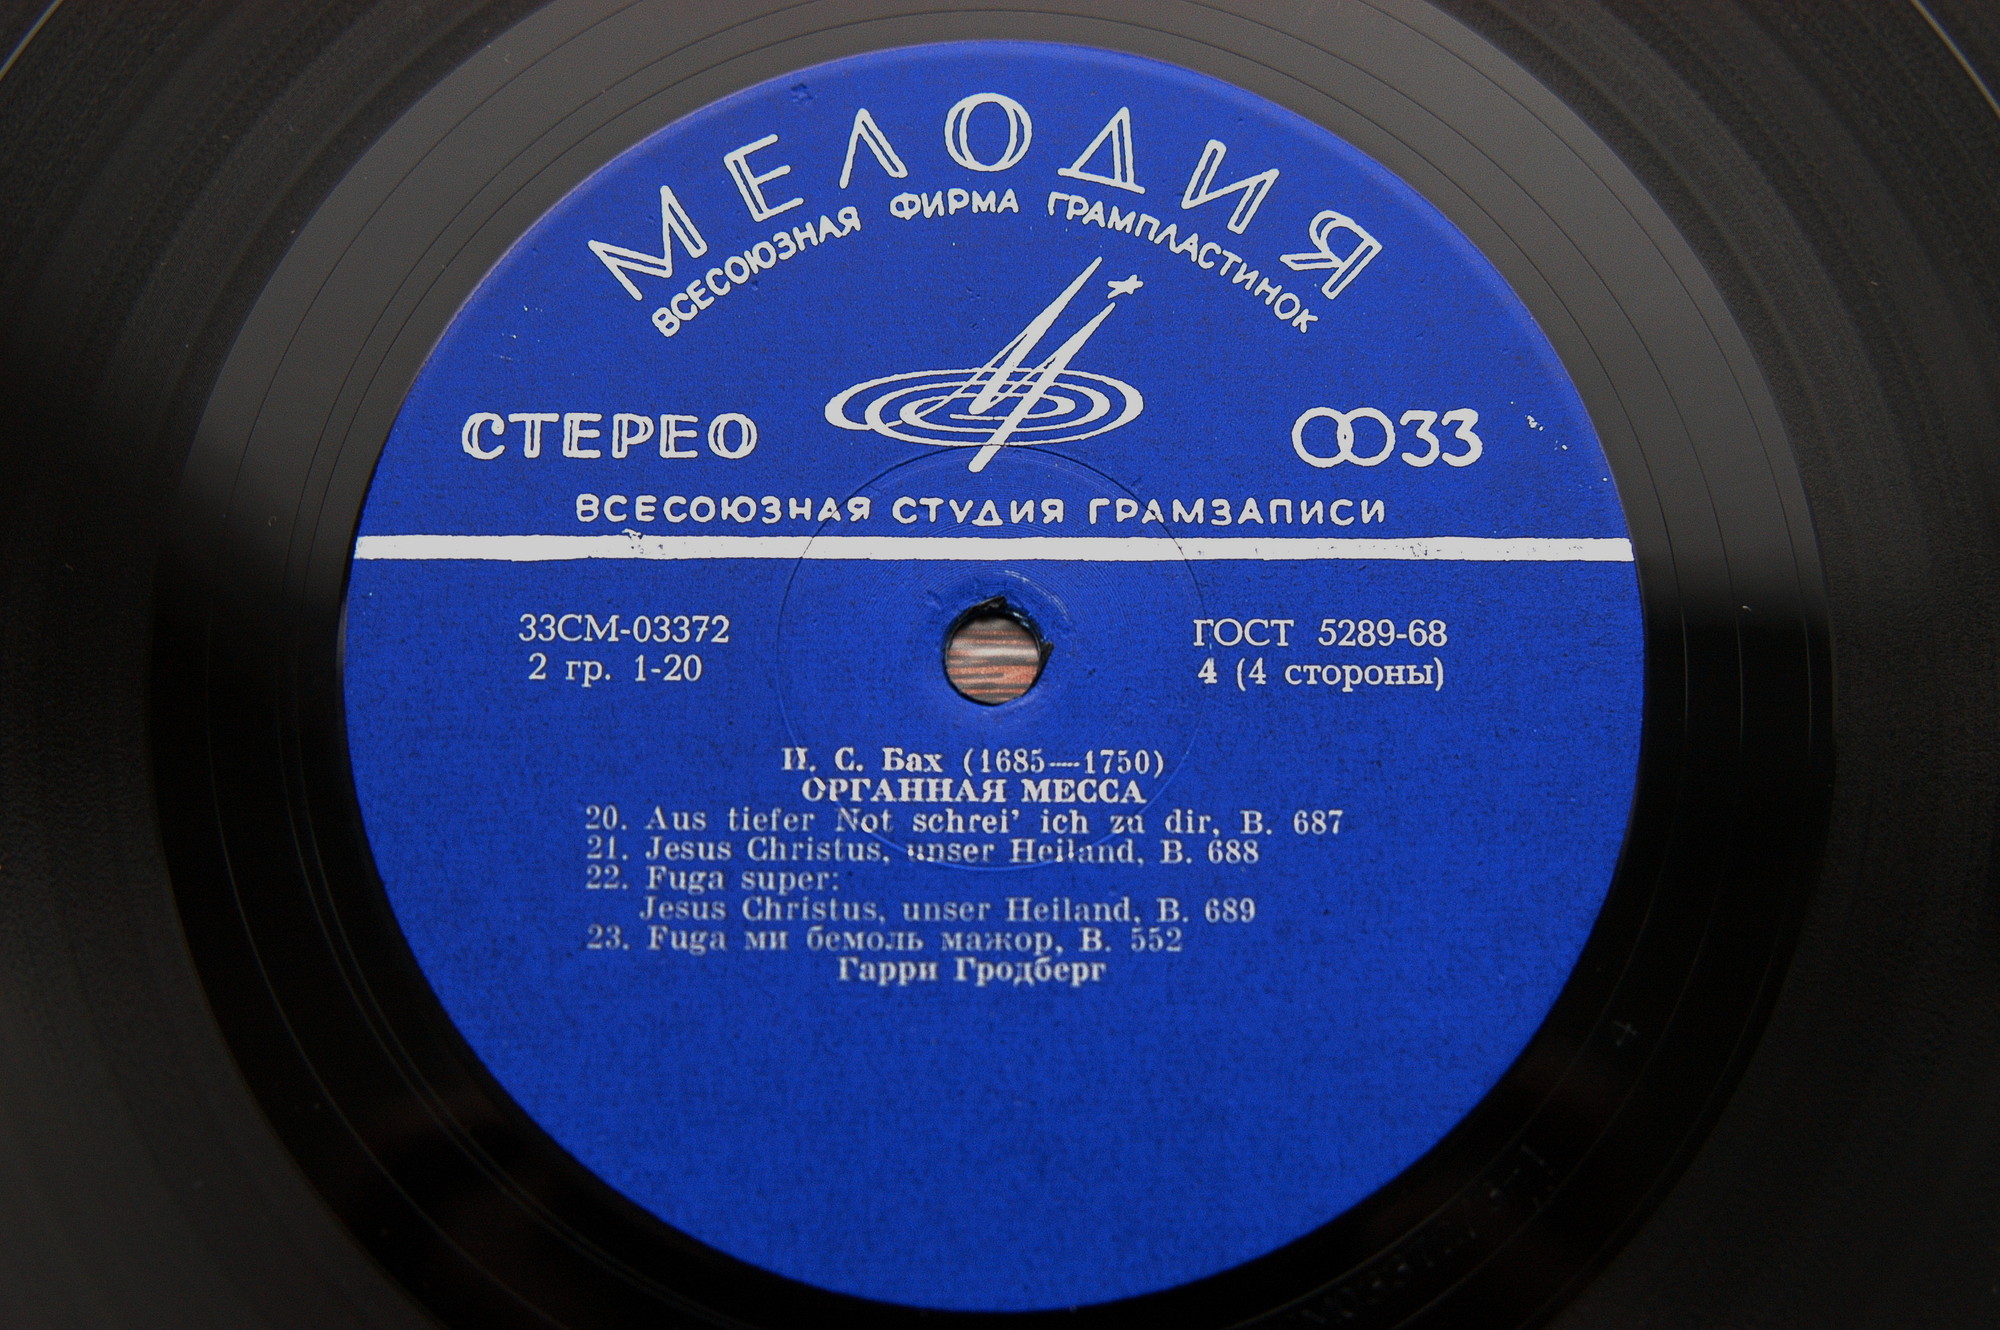 МЕЛОДИЯ
ВСЕСОЮЗНАЯ ФИРМА ГРАМПЛАСТИНОК
СТЕРЕО
33
ВСЕСОЮЗНАЯ СТУДИЯ ГРАМЗАПИСИ
33СМ-03372
ГОСТ 5289-68
2 гр. 1-20
4 (4 стороны)
И. С. Бах (1685—1750)
ОРГАННАЯ МЕССА
20. Aus tiefer Not schrei’ ich zu dir, B. 687
21. Jesus Christus, unser Heiland, B. 688
22. Fuga super:
Jesus Christus, unser Heiland, B. 689
23. Fuga ми бемоль мажор, B. 552
Гарри Гродберг